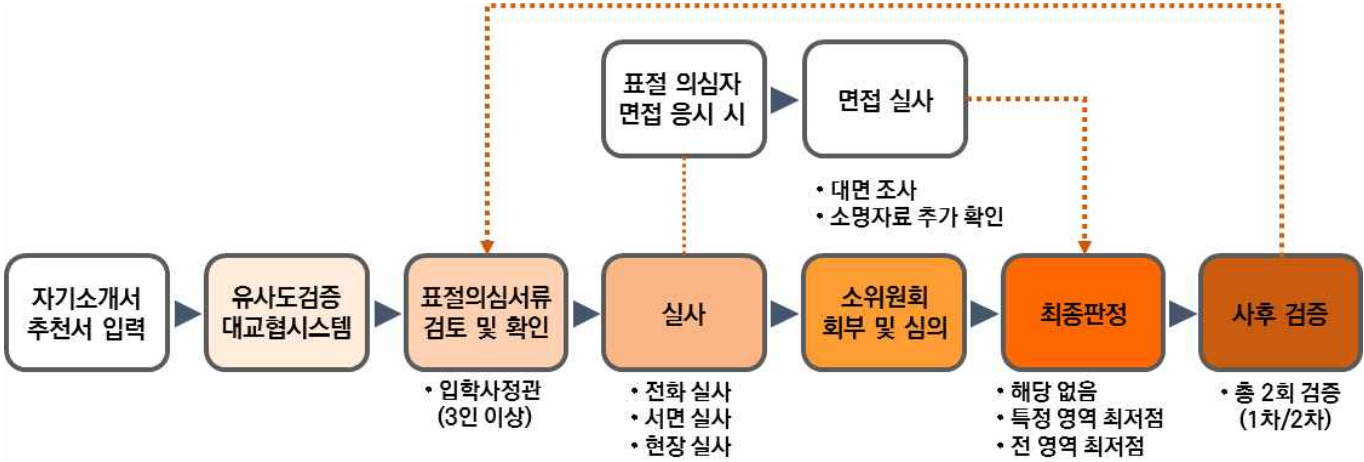 표절 의심자
면접 응시 시
면접 실사
• 대면 조사
• 소명자료 추가 확인
자기소개서
추천서 입력
유사도검증
대교협시스템
표절의심서류
검토 및 확인
실사
소위원회
회부 및 심의
최종판정
사후 검증
• 입학사정관
(3인 이상)
• 전화 실사
• 서면 실사
• 현장 실사
• 해당 없음
• 특정 영역 최저점
• 전 영역 최저점
• 총 2회 검증
(1차/2차)